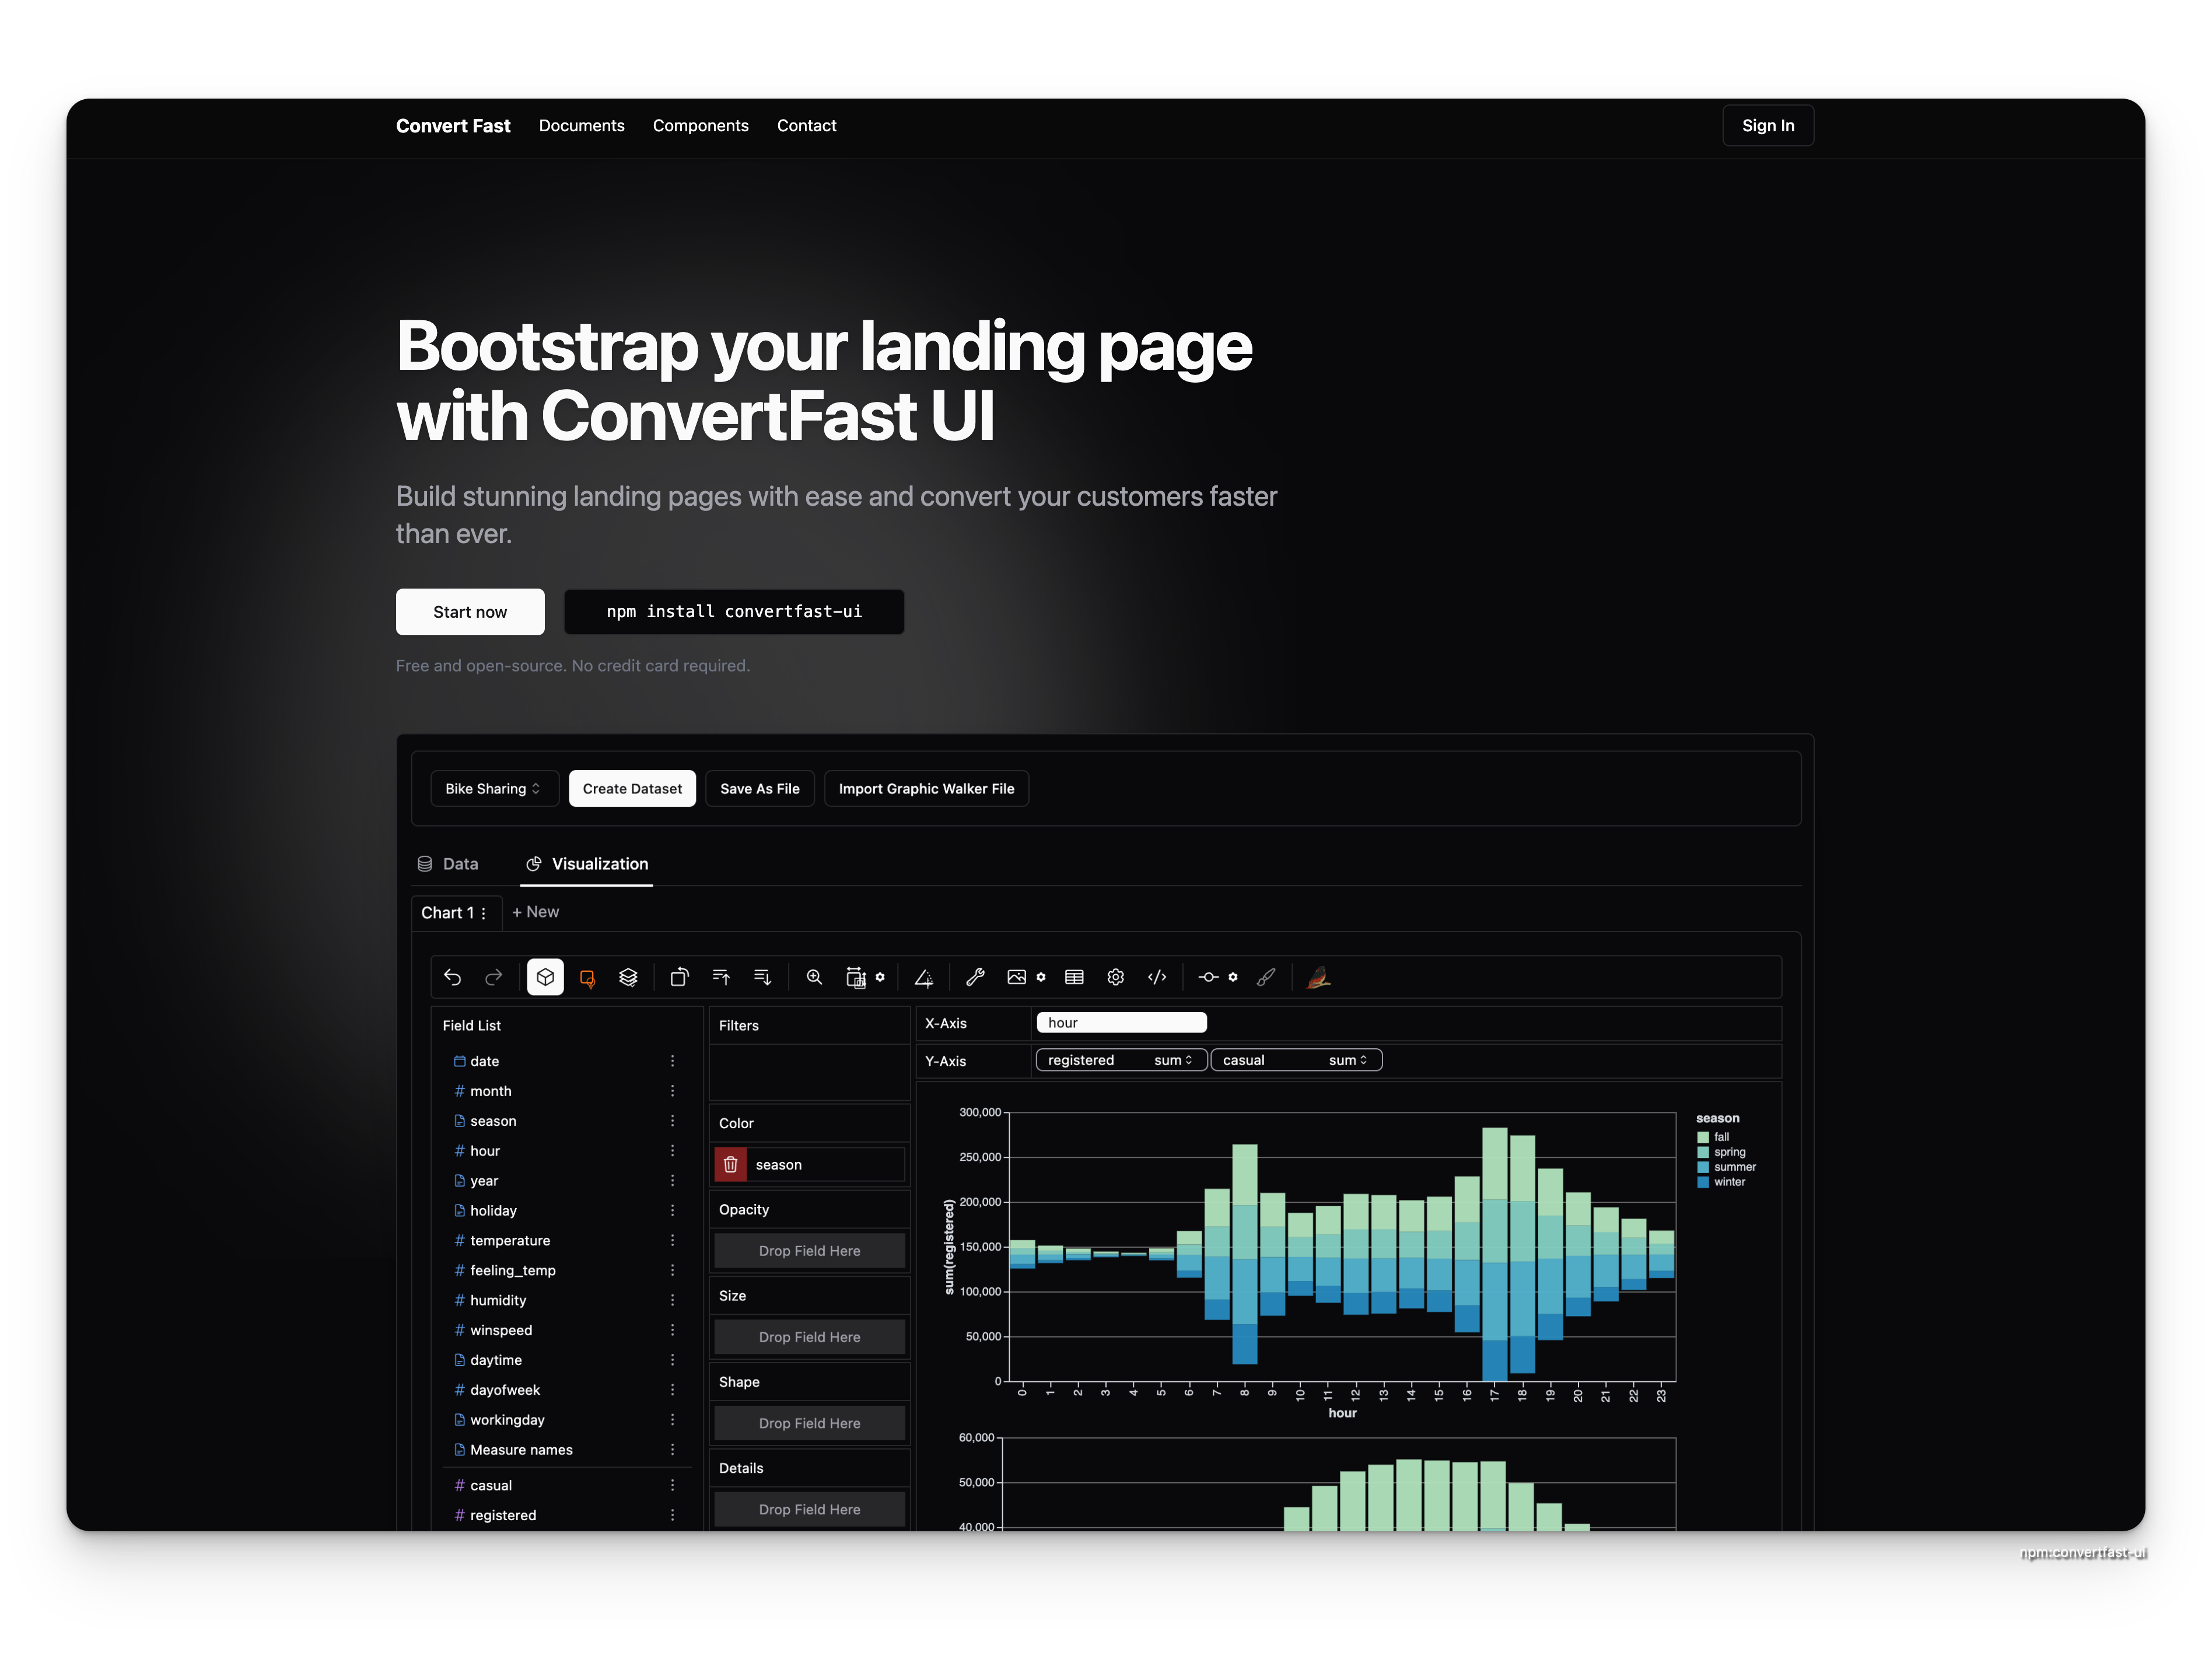 Convert Fast Documents Components Contact Sign In
Bootstrap your landing page
with ConvertFast UI
Build stunning landing pages with ease and convert your customers faster
than ever.
Start now npm install convertfast-ui
Free and open-source. No credit card required.
Bike Sharing Create Dataset Save As File Import Graphic Walker File
Data Visualization
Chart 1 + New
Field List
date
month
season
hour
year
holiday
temperature
feeling_temp
humidity
winspeed
daytime
dayofweek
workingday
Measure names
casual
registered
Filters
Color
season
Opacity
Drop Field Here
Size
Drop Field Here
Shape
Drop Field Here
Details
Drop Field Here
X-Axis hour
Y-Axis registered sum casual sum
300,000
250,000
200,000
150,000
100,000
50,000
0
sum(registered)
0 1 2 3 4 5 6 7 8 9 10 11 12 13 14 15 16 17 18 19 20 21 22 23
hour
season
fall
spring
summer
winter
60,000
50,000
40,000
npm:convertfast-ui